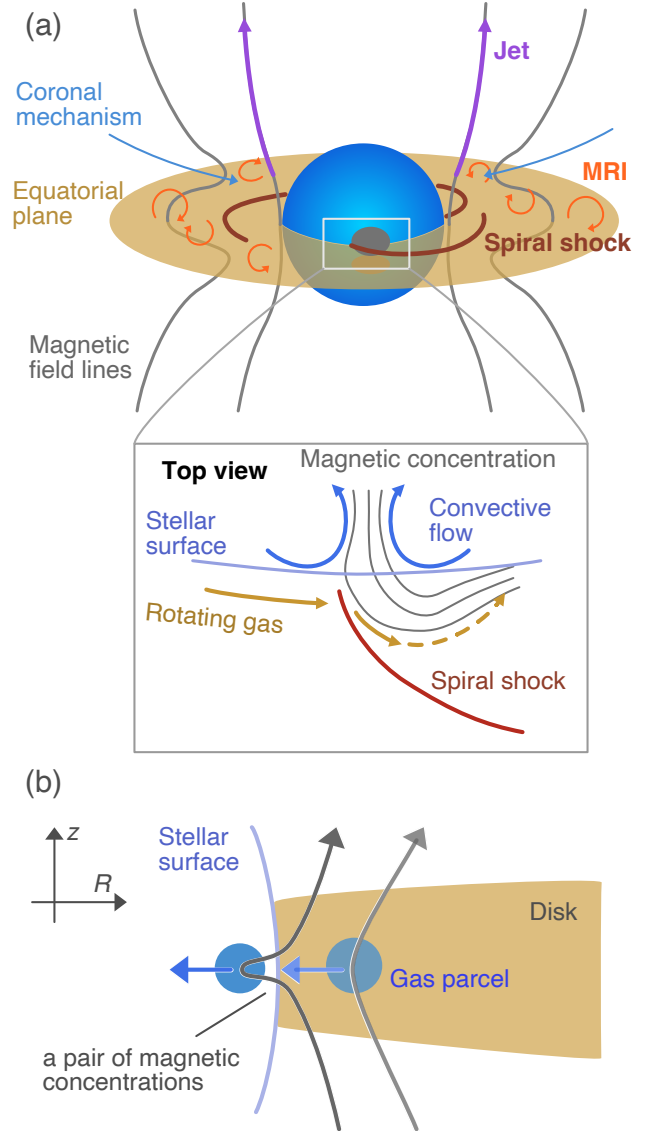 (a)
Jet
Coronal
mechanism
MRI
Equatorial
plane
Spiral shock
Magnetic
field lines
Top view
Magnetic concentration
Stellar
surface
Convective
flow
Rotating gas
Spiral shock
(b)
z
R
Stellar
surface
Disk
Gas parcel
a pair of magnetic
concentrations